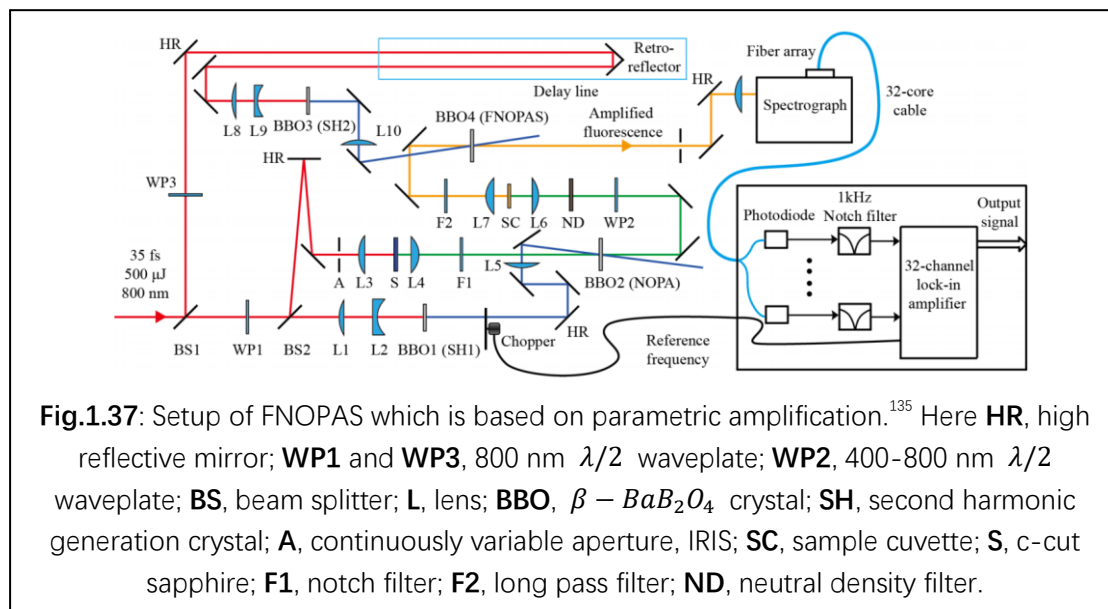 HR
Retro-
reflector
Delay line
L8
L9
BBO3 (SH2)
L10
BBO4 (FNOPAS)
Amplified
fluorescence
HR
Fiber array
Spectrograph
32-core
cable
HR
WP3
F2
L7
SC
L6
ND
WP2
A
L3
S
L4
F1
L5
BBO2 (NOPA)
35 fs
500 μJ
800 nm
BS1
WP1
BS2
L1
L2
BBO1 (SH1)
Chopper
HR
Reference
frequency
Photodiode
1kHz
Notch filter
Output
signal
32-channel
lock-in
amplifier
Fig.1.37: Setup of FNOPAS which is based on parametric amplification.135 Here HR, high
reflective mirror; WP1 and WP3, 800 nm λ/2 waveplate; WP2, 400-800 nm λ/2
waveplate; BS, beam splitter; L, lens; BBO, β − BaB2O4 crystal; SH, second harmonic
generation crystal; A, continuously variable aperture, IRIS; SC, sample cuvette; S, c-cut
sapphire; F1, notch filter; F2, long pass filter; ND, neutral density filter.